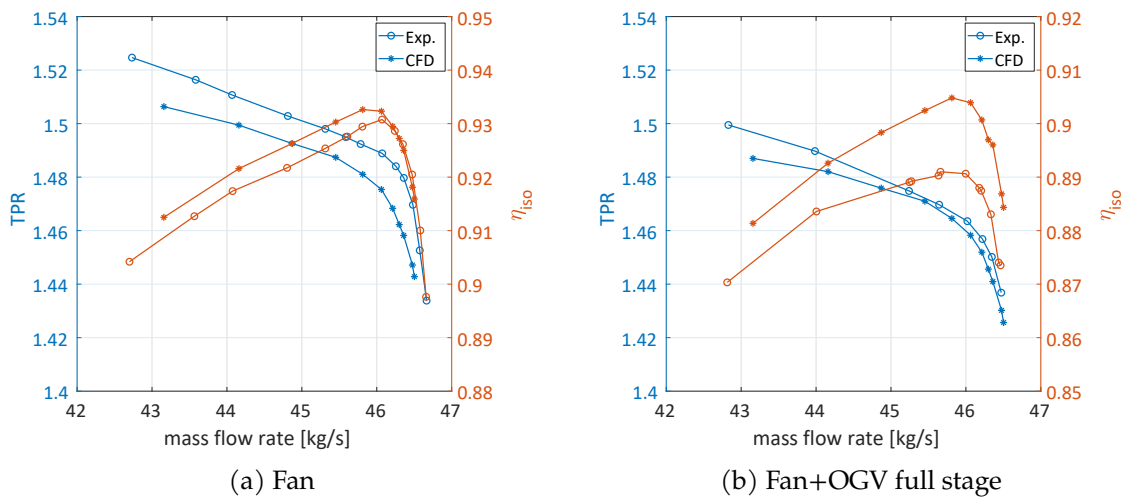 1.54
1.52
1.5
1.48
1.46
1.44
1.42
1.4
TPR
0.95
0.94
0.93
0.92
0.91
0.9
0.89
0.88
η_iso
Exp.
CFD
42 43 44 45 46 47
mass flow rate [kg/s]
(a) Fan
1.54
1.52
1.5
1.48
1.46
1.44
1.42
1.4
TPR
0.92
0.91
0.9
0.89
0.88
0.87
0.86
0.85
η_iso
Exp.
CFD
42 43 44 45 46 47
mass flow rate [kg/s]
(b) Fan+OGV full stage